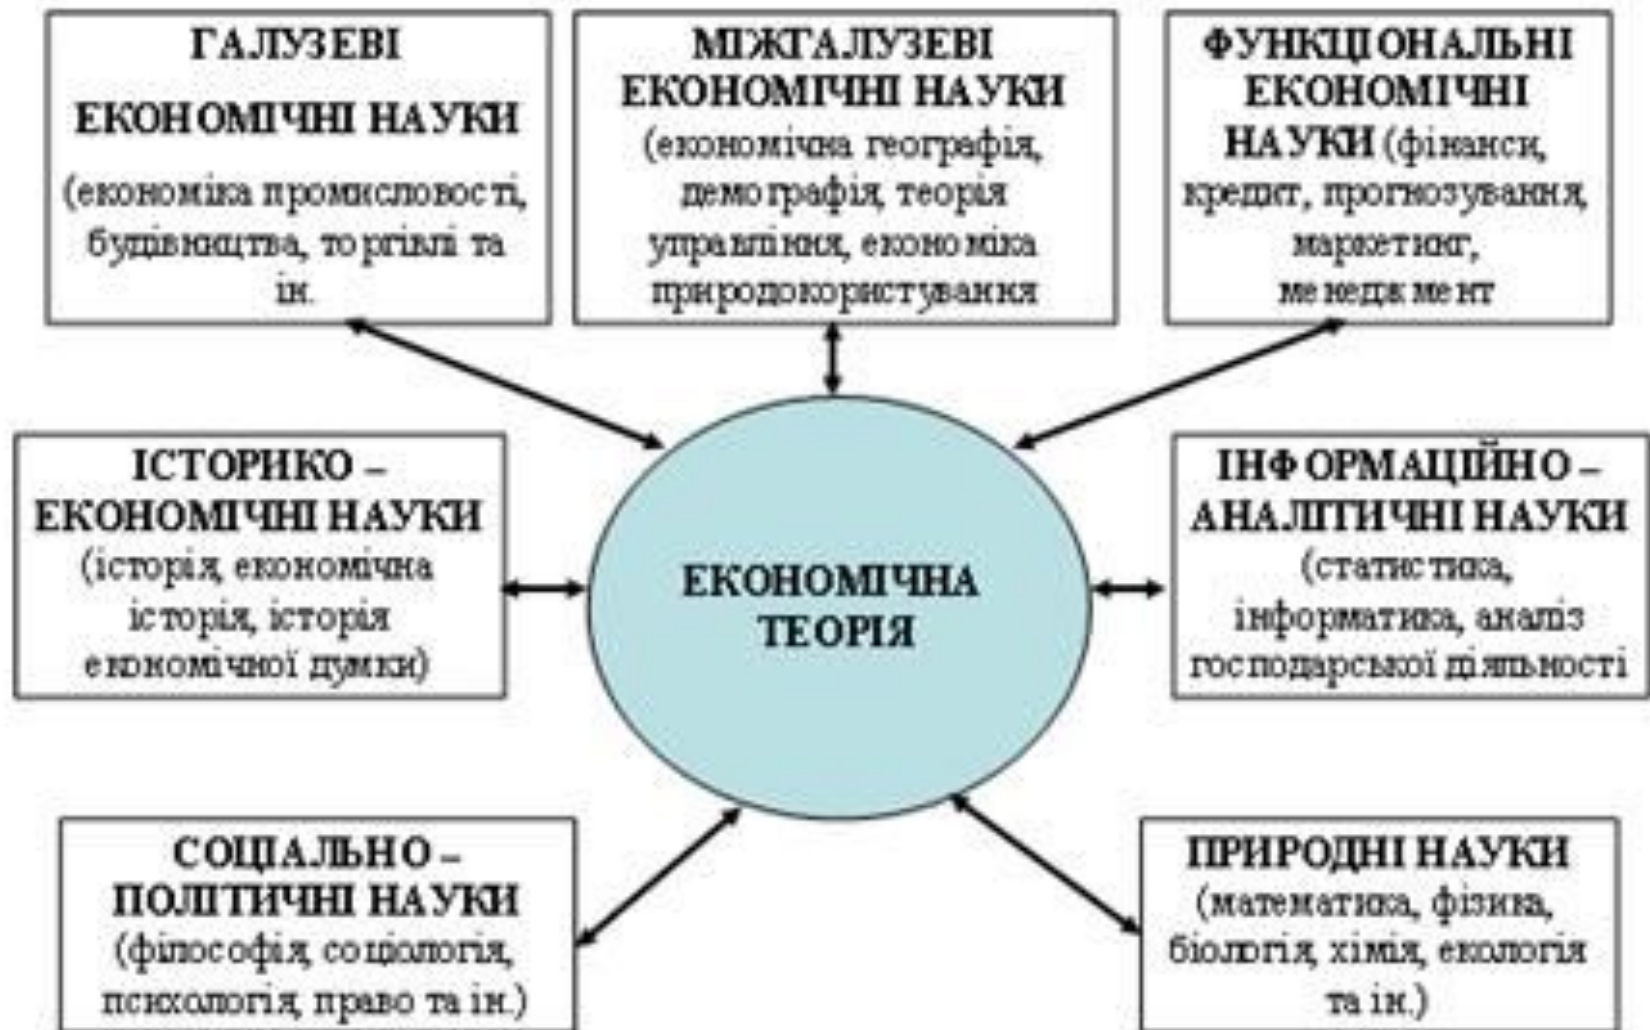 ГАЛУЗЕВІ
ЕКОНОМІЧНІ НАУКИ
(економіка промисловості,
будівництва, торгівлі та
ін.
МІЖГАЛУЗЕВІ
ЕКОНОМІЧНІ НАУКИ
(економічна географія,
демографія, теорія
управління, економіка
природокористування
ФУНКЦІОНАЛЬНІ
ЕКОНОМІЧНІ
НАУКИ (фінанси,
кредит, прогнозування,
маркетинг,
менеджмент
ІСТОРИКО –
ЕКОНОМІЧНІ НАУКИ
(історія, економічна
історія, історія
економічної думки)
ЕКОНОМІЧНА
ТЕОРІЯ
ІНФОРМАЦІЙНО –
АНАЛІТИЧНІ НАУКИ
(статистика,
інформатика, аналіз
господарської діяльності
СОЦІАЛЬНО –
ПОЛІТИЧНІ НАУКИ
(філософія, соціологія,
психологія, право та ін.)
ПРИРОДНІ НАУКИ
(математика, фізика,
біологія, хімія, екологія
та ін.)